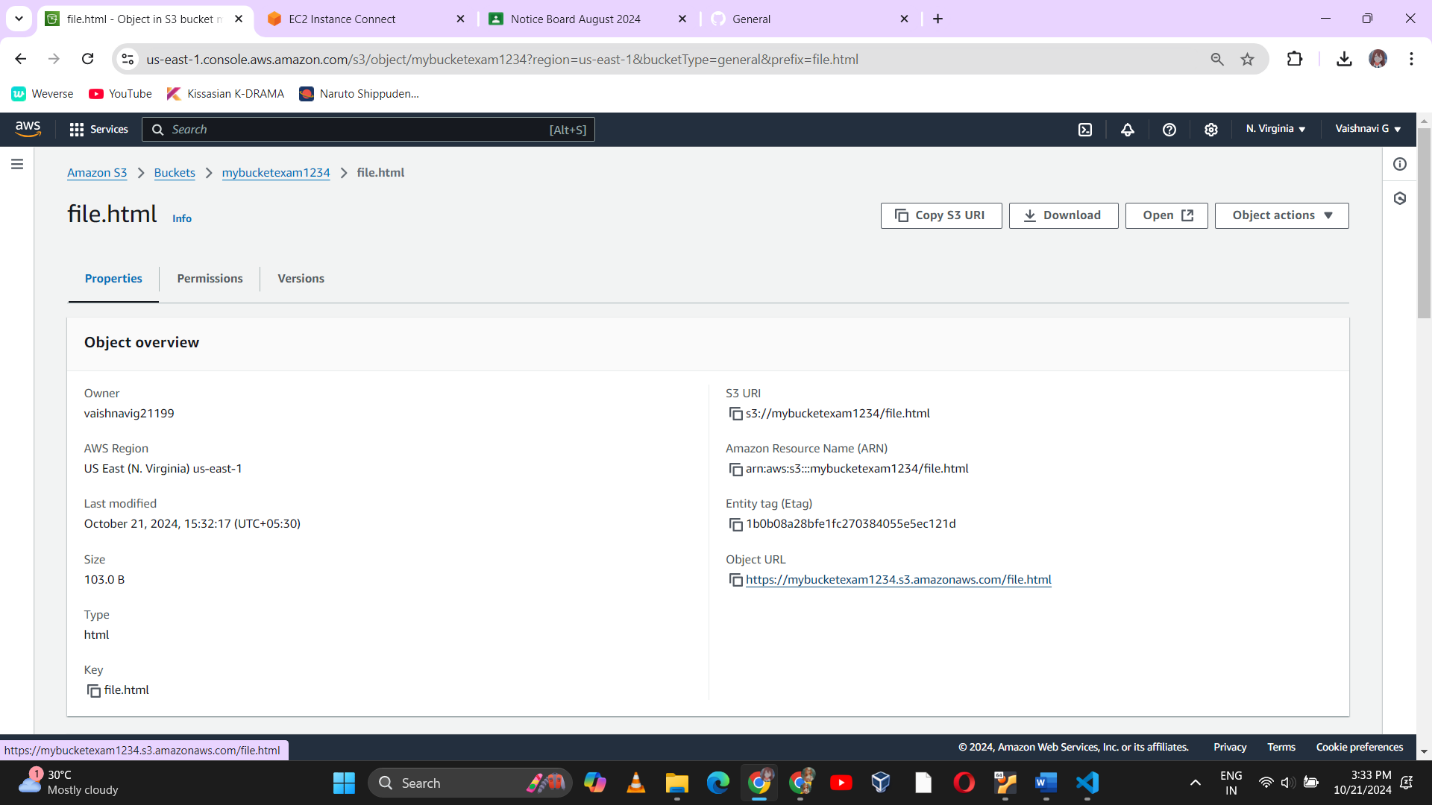 file.html - Object in S3 bucket m
EC2 Instance Connect
Notice Board August 2024
General
us-east-1.console.aws.amazon.com/s3/object/mybucketexam1234?region=us-east-1&bucketType=general&prefix=file.html
Weverse
YouTube
Kissasian K-DRAMA
Naruto Shippuden...
aws
Services
Search
[Alt+S]
N. Virginia
Vaishnavi G
Amazon S3
Buckets
mybucketexam1234
file.html
file.html
Info
Copy S3 URI
Download
Open
Object actions
Properties
Permissions
Versions
Object overview
Owner
vaishnavig21199
AWS Region
US East (N. Virginia) us-east-1
Last modified
October 21, 2024, 15:32:17 (UTC+05:30)
Size
103.0 B
Type
html
Key
file.html
S3 URI
s3://mybucketexam1234/file.html
Amazon Resource Name (ARN)
arn:aws:s3:::mybucketexam1234/file.html
Entity tag (Etag)
1b0b08a28bfe1fc270384055e5ec121d
Object URL
https://mybucketexam1234.s3.amazonaws.com/file.html
https://mybucketexam1234.s3.amazonaws.com/file.html
© 2024, Amazon Web Services, Inc. or its affiliates.
Privacy
Terms
Cookie preferences
1
30°C
Mostly cloudy
Search
ENG
IN
3:33 PM
10/21/2024